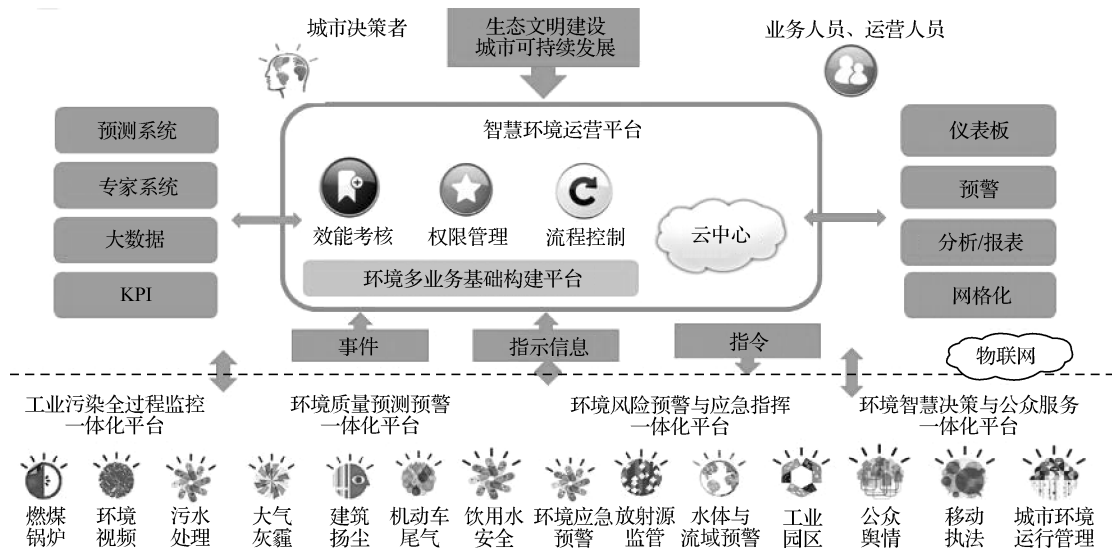 城市决策者
生态文明建设
城市可持续发展
业务人员、运营人员
预测系统
专家系统
大数据
KPI
智慧环境运营平台
效能考核
权限管理
流程控制
云中心
环境多业务基础构建平台
仪表板
预警
分析/报表
网格化
事件
指示信息
指令
物联网
工业污染全过程监控
一体化平台
环境质量预测预警
一体化平台
环境风险预警与应急指挥
一体化平台
环境智慧决策与公众服务
一体化平台
燃煤
锅炉
环境
视频
污水
处理
大气
灰霾
建筑
扬尘
机动车
尾气
饮用水
安全
环境应急
预警
放射源
监管
水体与
流域预警
工业
园区
公众
舆情
移动
执法
城市环境
运行管理